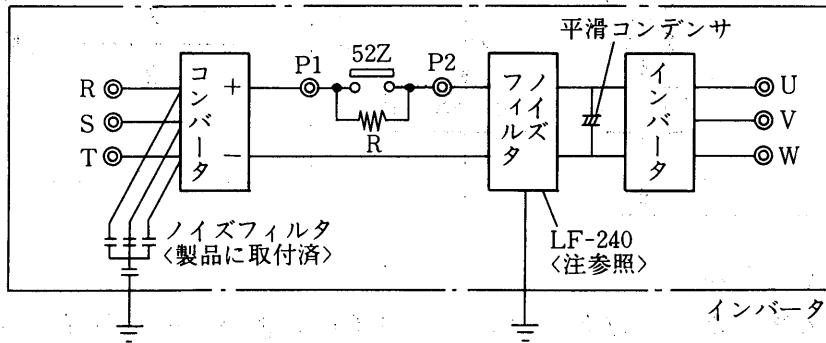 平滑コンデンサ
52Z
P1
P2
R
S
T
コンバータ
+
−
R
ノイズ
フィルタ
インバータ
U
V
W
ノイズフィルタ
<製品に取付済>
LF-240
<注参照>
インバータ